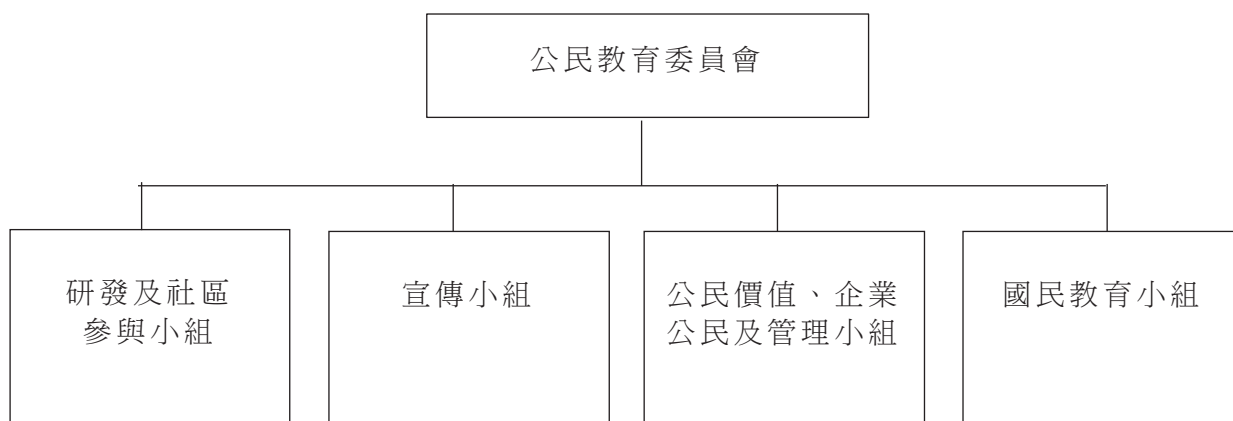 公民教育委員會
研發及社區
參與小組
宣傳小組
公民價值、企業
公民及管理小組
國民教育小組